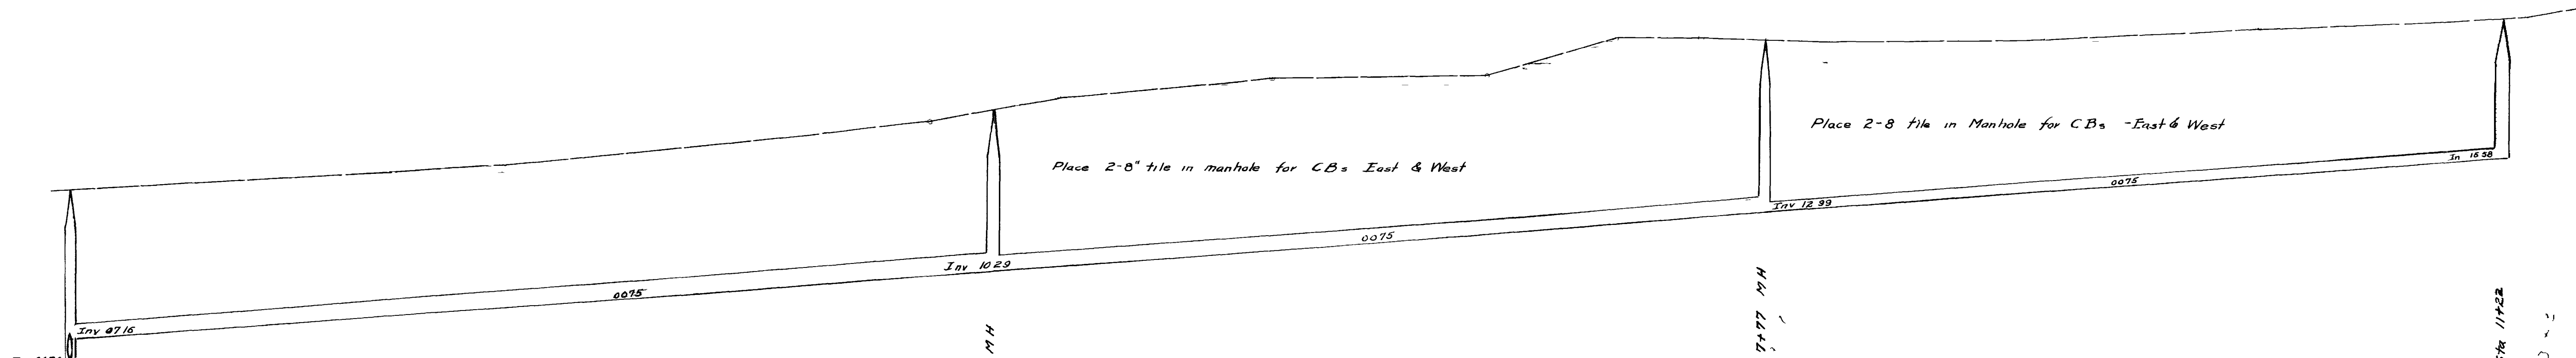 Place 2-8 tile in Manhole for CBs - East & West
Place 2-8" tile in manhole for CBs East & West
In 15 58
0075
Inv 12 99
0075
Inv 10 29
0075
Inv 07 16
MH
7+77 MH
Sta 11+22